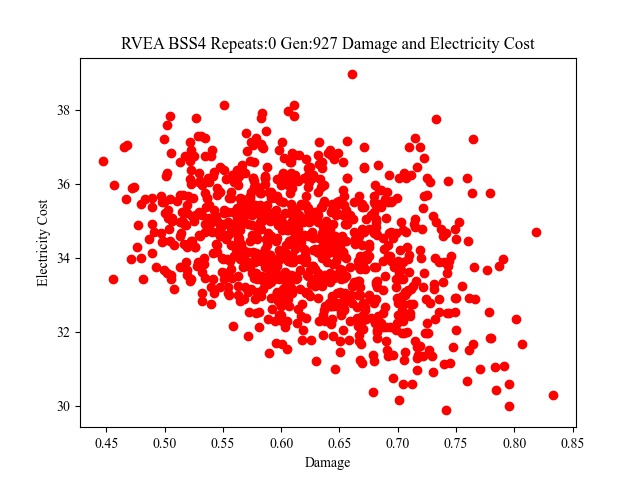 RVEA BSS4 Repeats:0 Gen:927 Damage and Electricity Cost
38
36
34
32
30
Electricity Cost
0.45 0.50 0.55 0.60 0.65 0.70 0.75 0.80 0.85
Damage